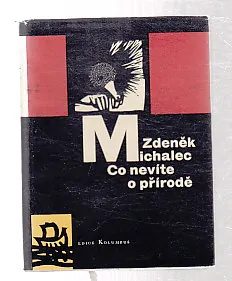 Zdeněk
Michalec
Co nevíte
o přírodě
EDICE KOLUMBUS